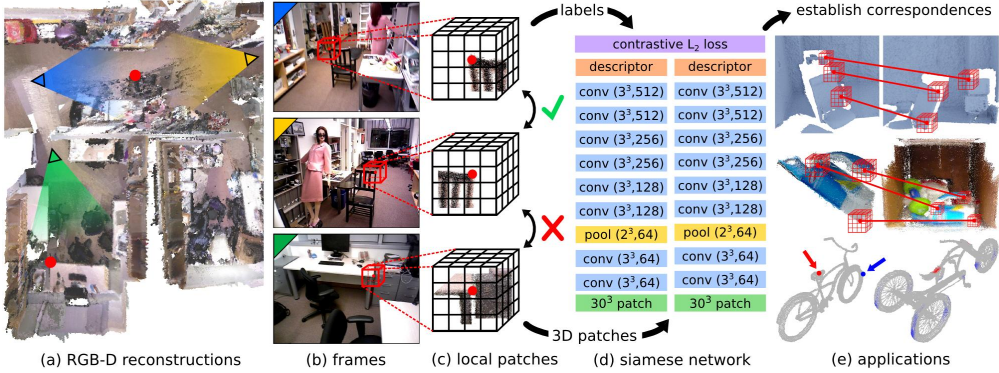 labels
establish correspondences
contrastive L₂ loss
descriptor descriptor
conv (3³,512) conv (3³,512)
conv (3³,512) conv (3³,512)
conv (3³,256) conv (3³,256)
conv (3³,256) conv (3³,256)
conv (3³,128) conv (3³,128)
conv (3³,128) conv (3³,128)
pool (2³,64) pool (2³,64)
conv (3³,64) conv (3³,64)
conv (3³,64) conv (3³,64)
30³ patch 30³ patch
3D patches
(a) RGB-D reconstructions
(b) frames
(c) local patches
(d) siamese network
(e) applications